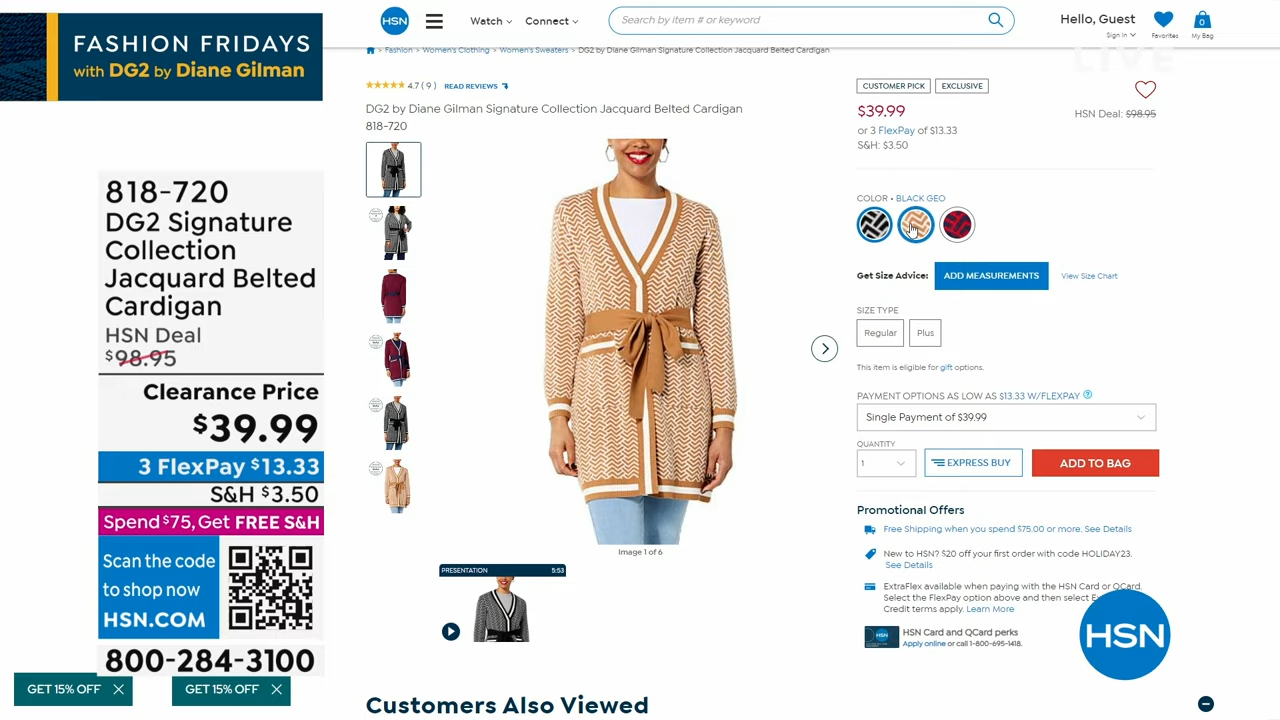 FASHION FRIDAYS
with DG2 by Diane Gilman
818-720
DG2 Signature
Collection
Jacquard Belted
Cardigan
HSN Deal
$98.95
Clearance Price
$39.99
3 FlexPay $13.33
S&H $3.50
Spend $75, Get FREE S&H
Scan the code
to shop now
HSN.COM
800-284-3100
GET 15% OFF
GET 15% OFF
HSN
Watch
Connect
Search by item # or keyword
Hello, Guest
Sign In
Favorites
0
My Bag
LIVE
> Fashion > Women's Clothing > Women's Sweaters > DG2 by Diane Gilman Signature Collection Jacquard Belted Cardigan
4.7 ( 9 ) READ REVIEWS
DG2 by Diane Gilman Signature Collection Jacquard Belted Cardigan
818-720
Image 1 of 6
PRESENTATION 5:53
CUSTOMER PICK EXCLUSIVE
$39.99
HSN Deal: $98.95
or 3 FlexPay of $13.33
S&H: $3.50
COLOR • BLACK GEO
Get Size Advice: ADD MEASUREMENTS View Size Chart
SIZE TYPE
Regular Plus
This item is eligible for gift options.
PAYMENT OPTIONS AS LOW AS $13.33 W/FLEXPAY ?
Single Payment of $39.99
QUANTITY
1
EXPRESS BUY
ADD TO BAG
Promotional Offers
Free Shipping when you spend $75.00 or more. See Details
New to HSN? $20 off your first order with code HOLIDAY23.
See Details
ExtraFlex available when paying with the HSN Card or QCard.
Select the FlexPay option above and then select
Credit terms apply. Learn More
HSN
HSN Card and QCard perks
Apply online or call 1-800-695-1418.
HSN
Customers Also Viewed